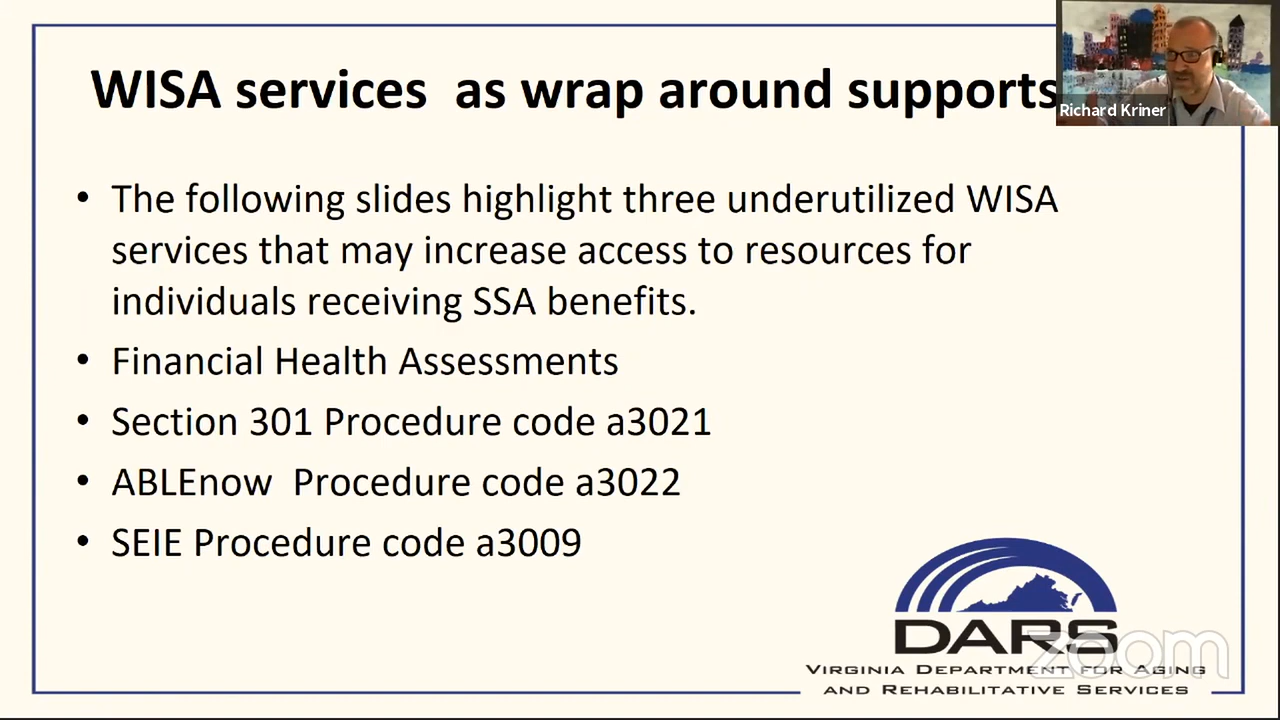 WISA services as wrap around supports
Richard Kriner
• The following slides highlight three underutilized WISA
services that may increase access to resources for
individuals receiving SSA benefits.
• Financial Health Assessments
• Section 301 Procedure code a3021
• ABLEnow Procedure code a3022
• SEIE Procedure code a3009
DARS
zoom
VIRGINIA DEPARTMENT FOR AGING
AND REHABILITATIVE SERVICES